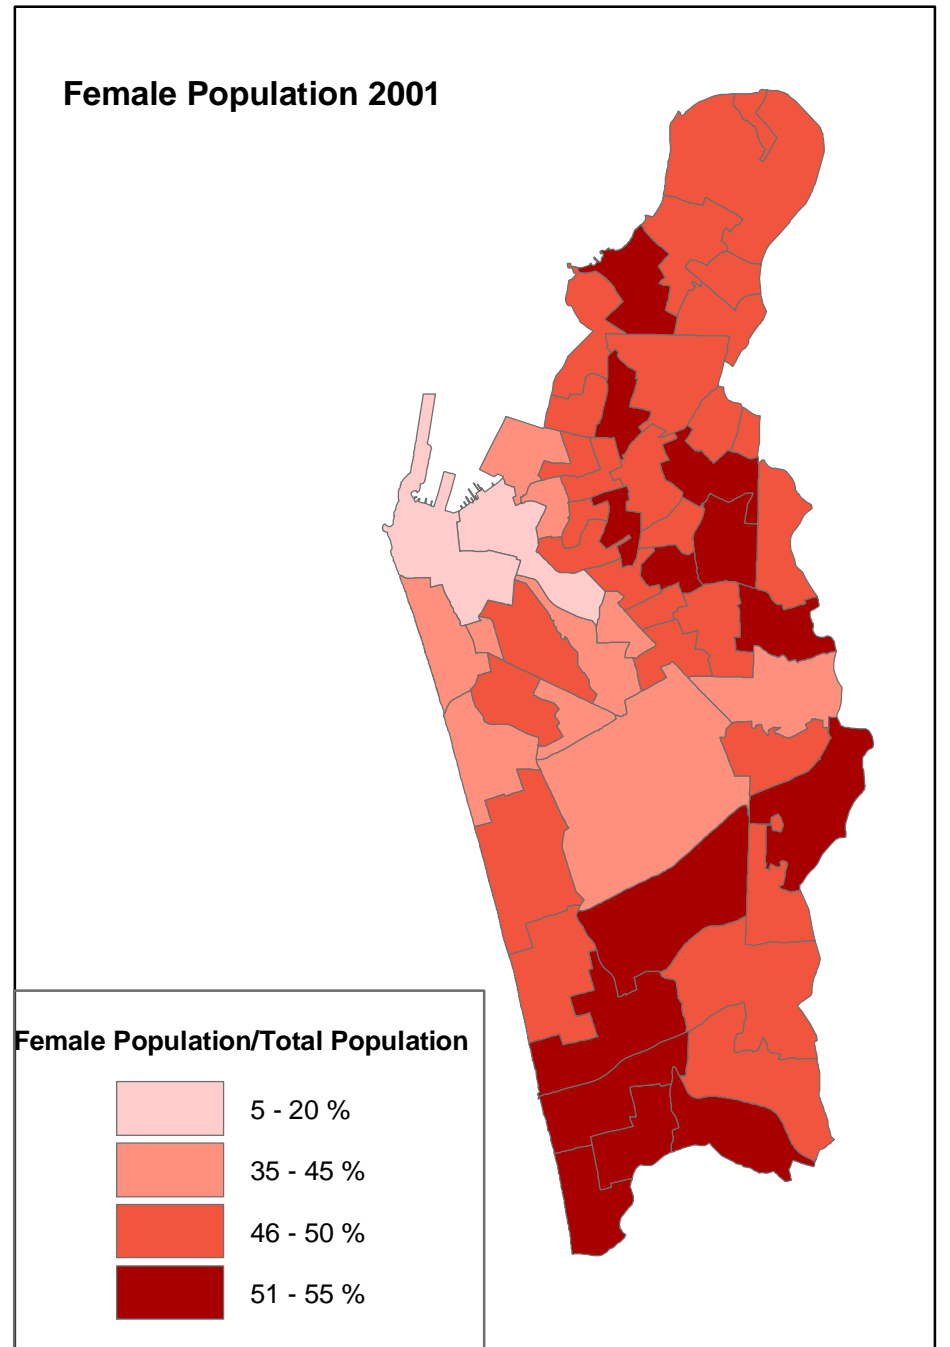 Female Population 2001
Female Population/Total Population
5 - 20 %
35 - 45 %
46 - 50 %
51 - 55 %